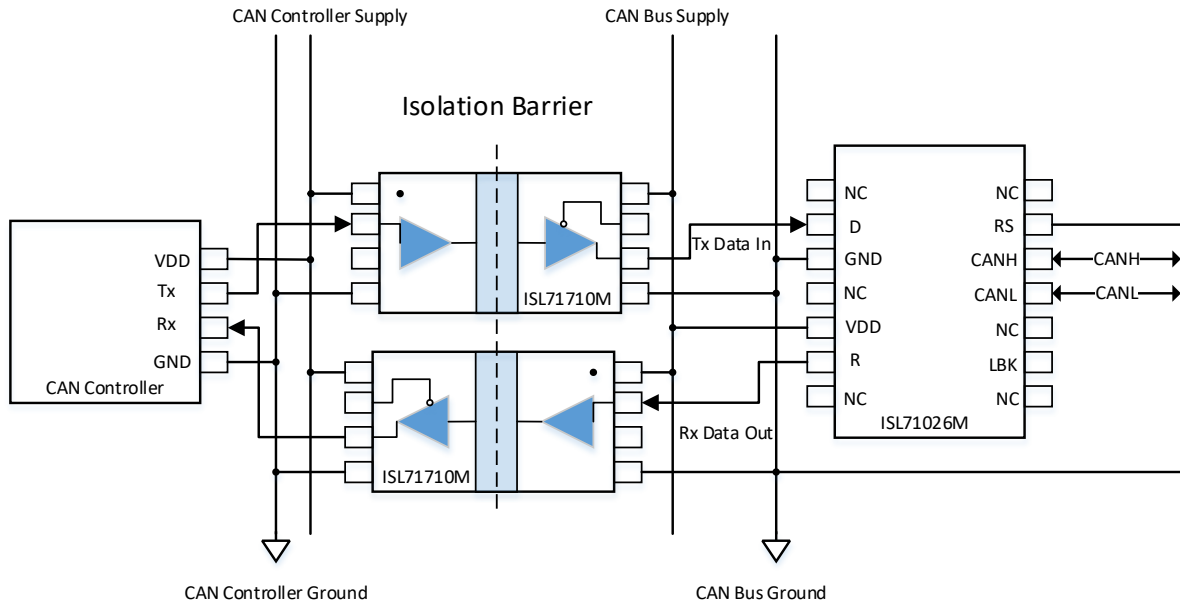 CAN Controller Supply
CAN Bus Supply
Isolation Barrier
VDD
Tx
Rx
GND
CAN Controller
ISL71710M
ISL71710M
Tx Data In
Rx Data Out
NC
D
GND
NC
VDD
R
NC
NC
RS
CANH
CANL
NC
LBK
NC
ISL71026M
CANH
CANL
CAN Controller Ground
CAN Bus Ground